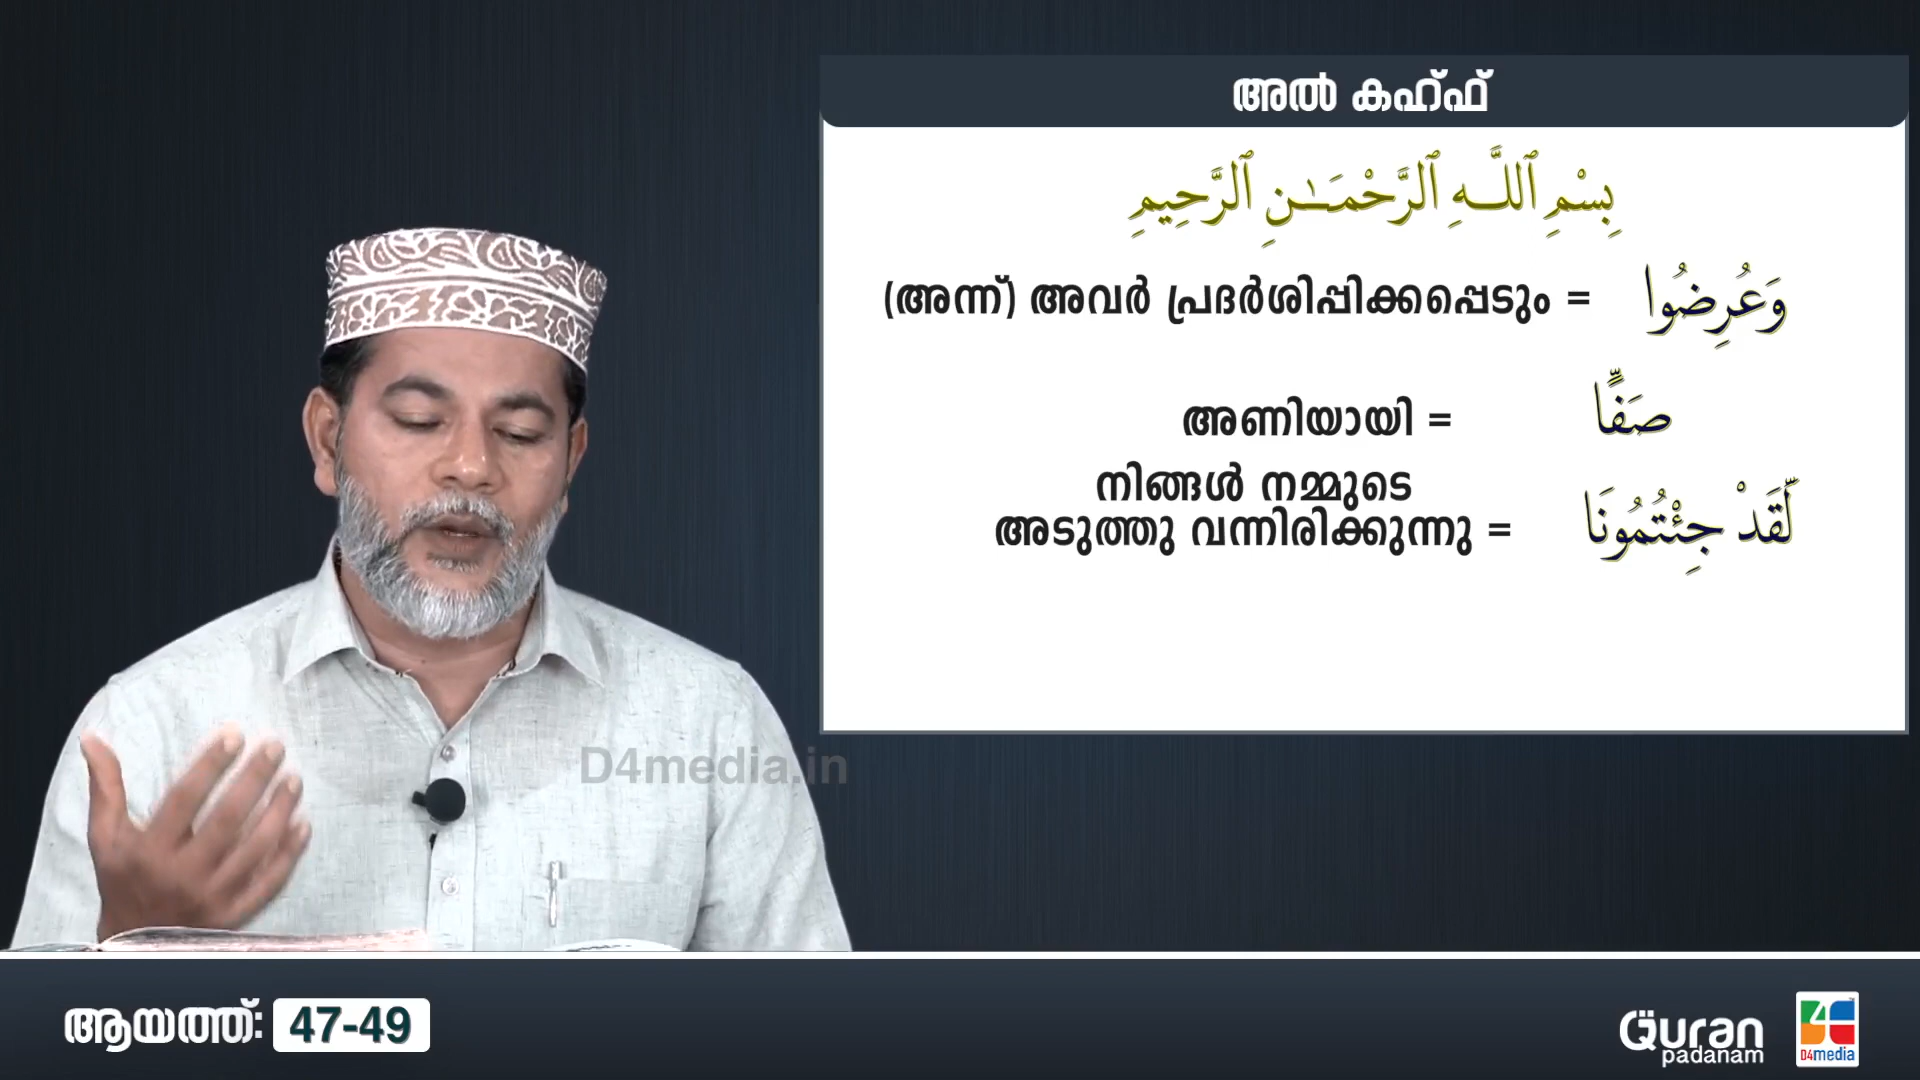 അൽ കഹ്ഫ്
بِسْمِ ٱللَّـهِ ٱلرَّحْمَـٰنِ ٱلرَّحِيمِ
(അന്ന്) അവർ പ്രദർശിപ്പിക്കപ്പെടും = وَعُرِضُوا
അണിയായി = صَفًّا
നിങ്ങൾ നമ്മുടെ
അടുത്തു വന്നിരിക്കുന്നു = لَّقَدْ جِئْتُمُونَا
D4media.in
ആയത്ത്: 47-49
Quran
padanam
D4media